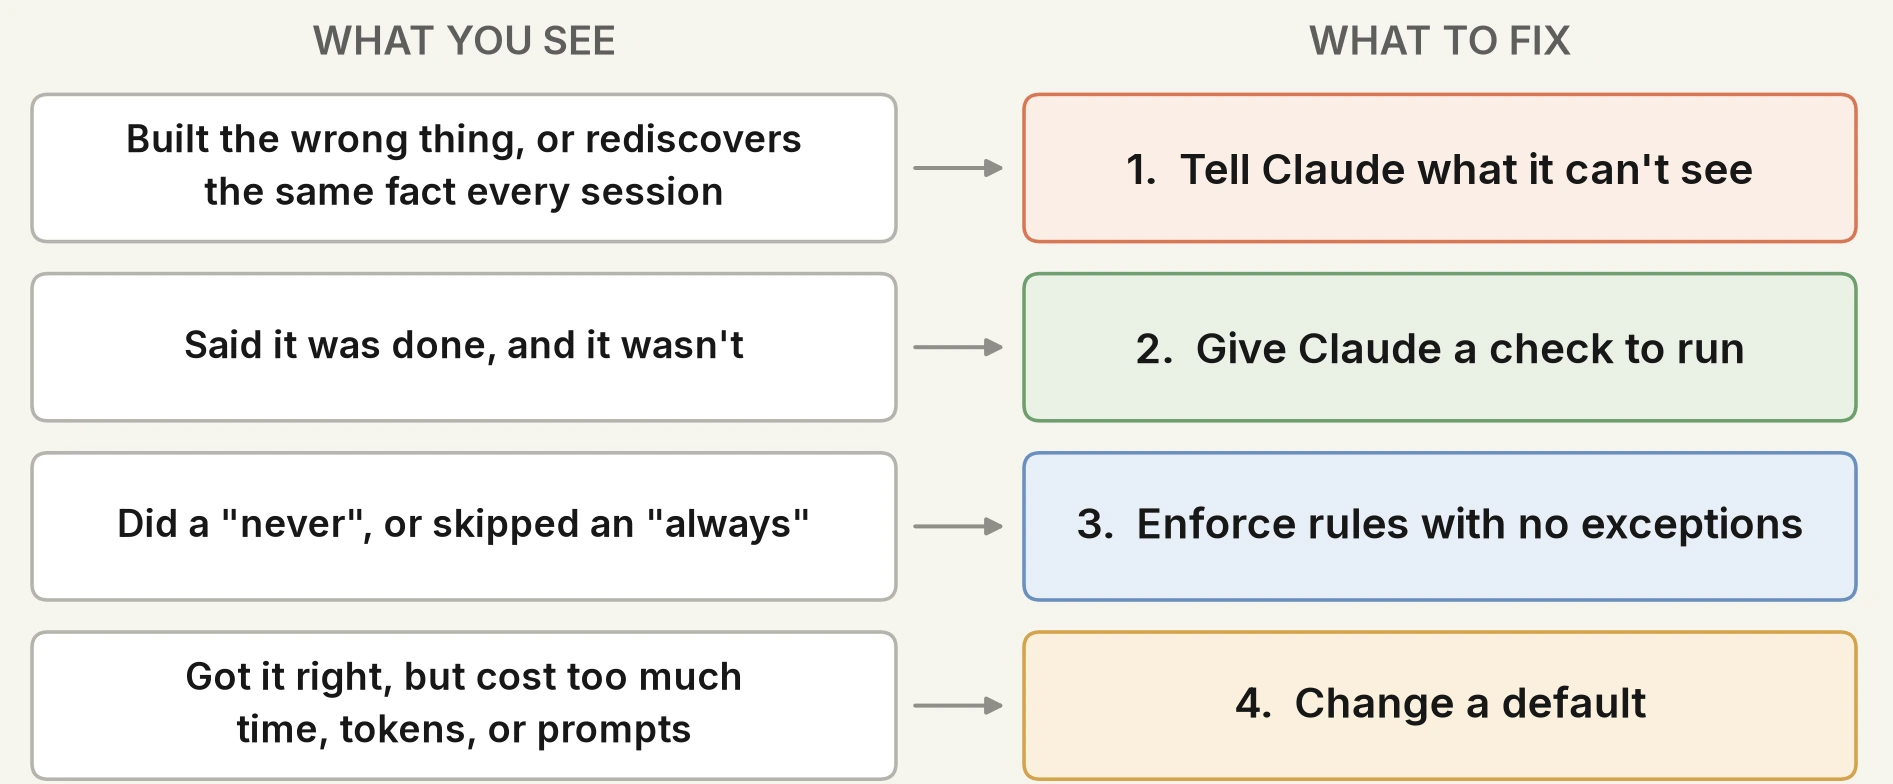 WHAT YOU SEE
WHAT TO FIX
Built the wrong thing, or rediscovers
the same fact every session
1. Tell Claude what it can't see
Said it was done, and it wasn't
2. Give Claude a check to run
Did a "never", or skipped an "always"
3. Enforce rules with no exceptions
Got it right, but cost too much
time, tokens, or prompts
4. Change a default